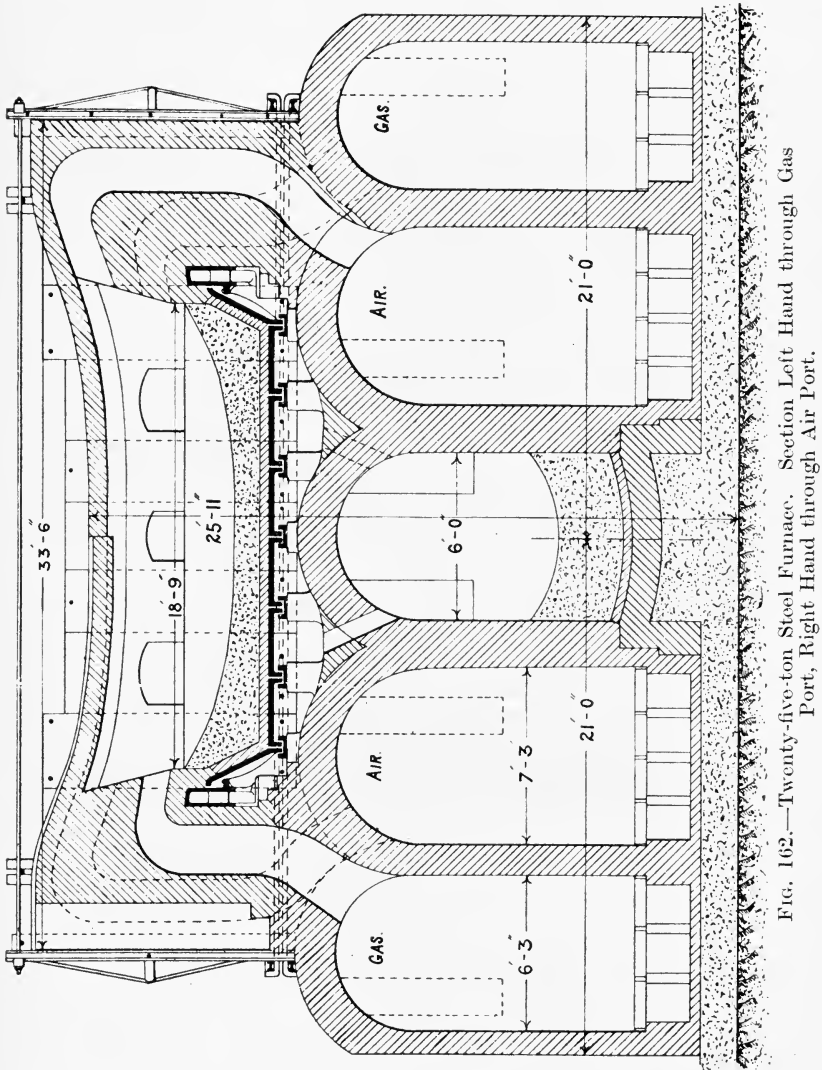 33'-6"
18'-9"
25-11"
GAS.
AIR.
6'-0"
AIR.
GAS.
7'-3
6'-3"
21'-0"
21'-0"
FIG. 162.—Twenty-five-ton Steel Furnace. Section Left Hand through Gas
Port, Right Hand through Air Port.